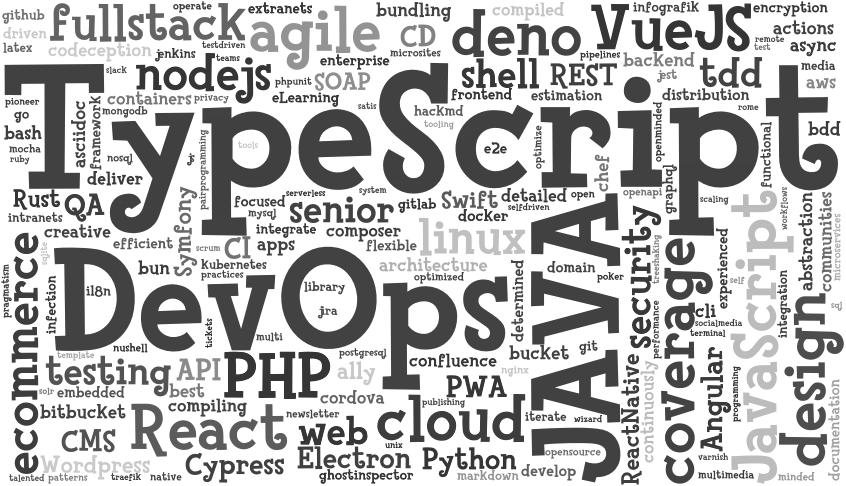 github
driven
latex
fullstack
operate
extranets
bundling
compiled
infografik
encryption
codeception
jenkins
testdriven
teams
agile
CD
microsites
deno
VueJS
actions
remote
test
async
slack
nodejs
enterprise
phpunit
SOAP
shell
REST
pipelines
backend
jest
tdd
media
aws
pioneer
go
bash
mocha
ruby
asciidoc
framework
containers
privacy
mongodb
eLearning
satis
hackmd
tooling
frontend
estimation
distribution
rome
bdd
TypeScript
nosql
deliver
pairprogramming
tools
e2e
optimize
chef
openminded
graphql
functional
Rust
QA
intranets
creative
efficient
Symfony
scrum
focused
mysql
serverless
system
senior
gitlab
Swift
docker
detailed
selfdriven
open
openapi
scaling
workflows
abstraction
communities
microservices
integrate
composer
CI
apps
flexible
linux
architecture
optimized
Kubernetes
practices
bun
sqlite
pragmatism
ecommerce
infection
DevOps
i18n
library
jra
determined
domain
poker
JAVA
security
treehaking
coverage
experienced
self
JavaScript
integration
design
sql
cli
socialmedia
terminal
performance
nushell
tickets
multi
template
postgresql
confluence
nginx
bucket
git
testing
API
PHP
ally
PWA
solr
embedded
best
cordova
publishing
bitbucket
compiling
newsletter
iterate
wizard
CMS
React
web
cloud
unix
opensource
ReactNative
continuously
Angular
programming
documentation
Wordpress
Cypress
Electron
Python
develop
varnish
talented
patterns
traefik
native
ghostinspector
markdown
multimedia
minded